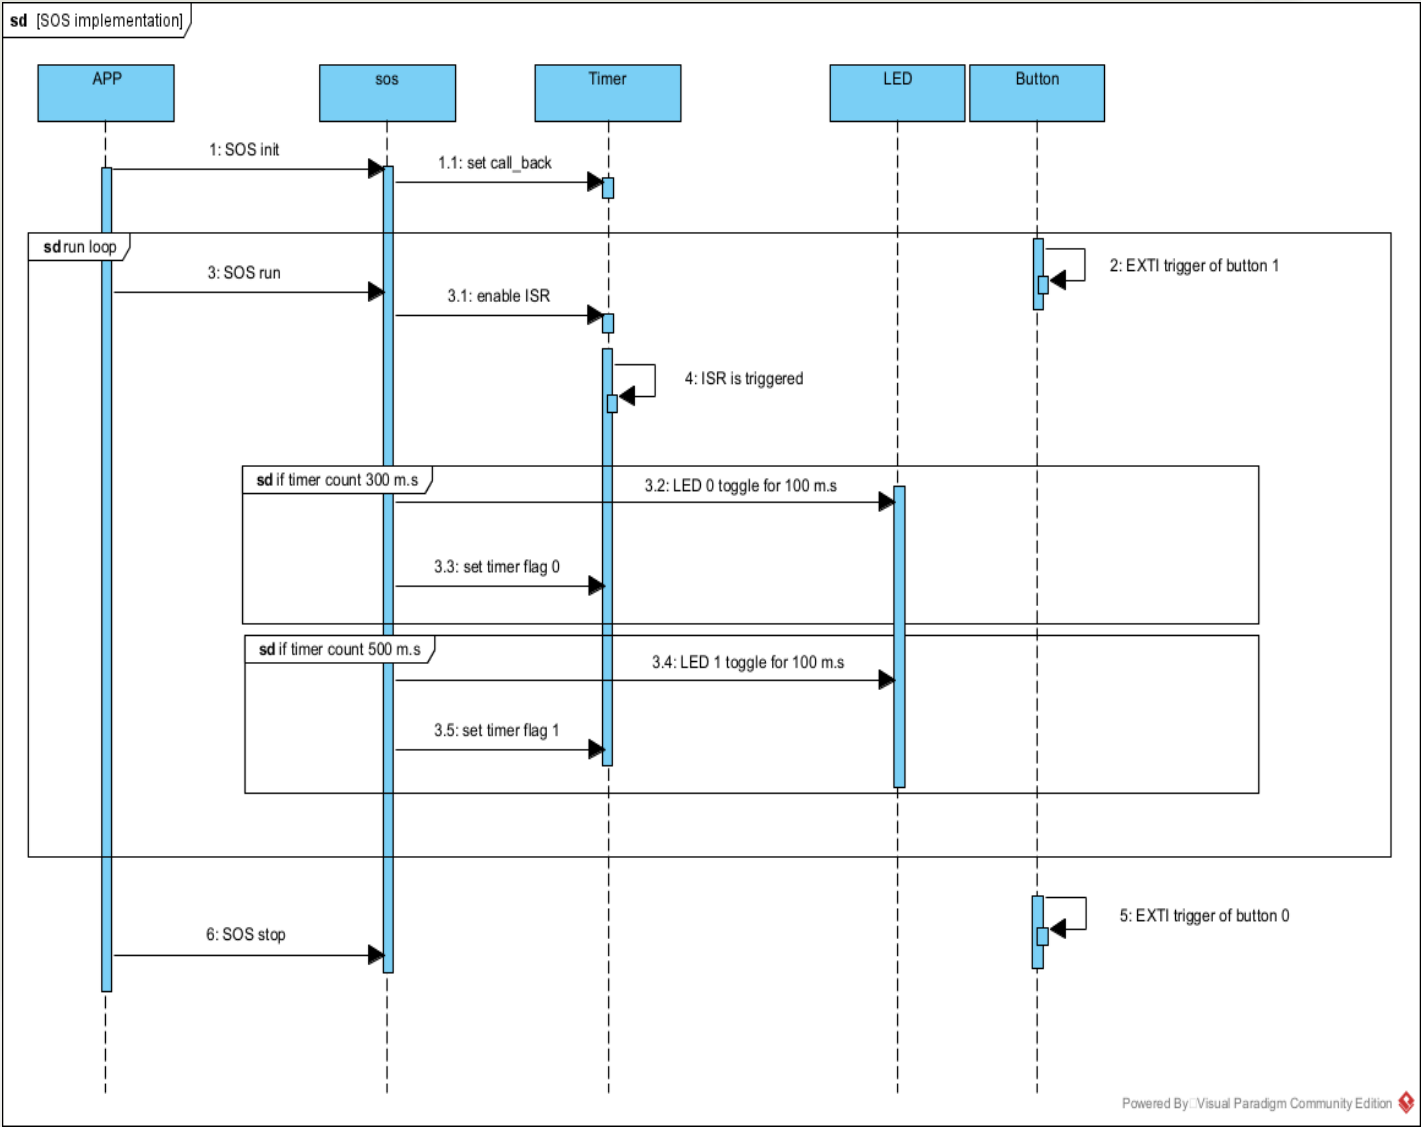 sd [SOS implementation]
APP
sos
Timer
LED
Button
1: SOS init
1.1: set call_back
sd run loop
2: EXTI trigger of button 1
3: SOS run
3.1: enable ISR
4: ISR is triggered
sd if timer count 300 m.s
3.2: LED 0 toggle for 100 m.s
3.3: set timer flag 0
sd if timer count 500 m.s
3.4: LED 1 toggle for 100 m.s
3.5: set timer flag 1
5: EXTI trigger of button 0
6: SOS stop
Powered By Visual Paradigm Community Edition